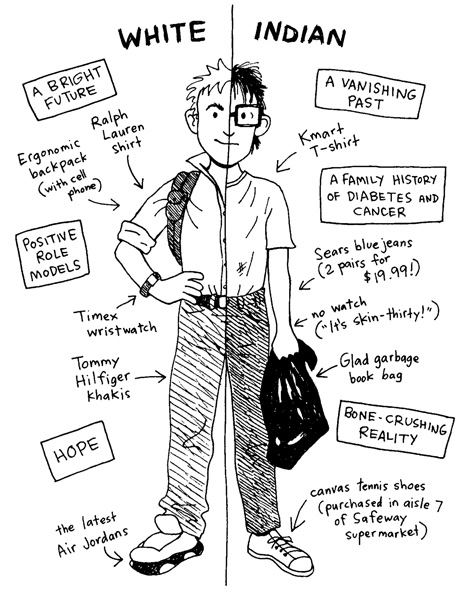 WHITE INDIAN
A BRIGHT
FUTURE
Ralph
Lauren
shirt
Ergonomic
backpack
(with cell
phone)
POSITIVE
ROLE
MODELS
Timex
wristwatch
Tommy
Hilfiger
khakis
HOPE
the latest
Air Jordans
A VANISHING
PAST
Kmart
T-shirt
A FAMILY HISTORY
OF DIABETES AND
CANCER
Sears blue jeans
(2 pairs for
$19.99!)
no watch
("It's skin-thirty!")
Glad garbage
book bag
BONE-CRUSHING
REALITY
canvas tennis shoes
(purchased in aisle 7
of Safeway
supermarket)